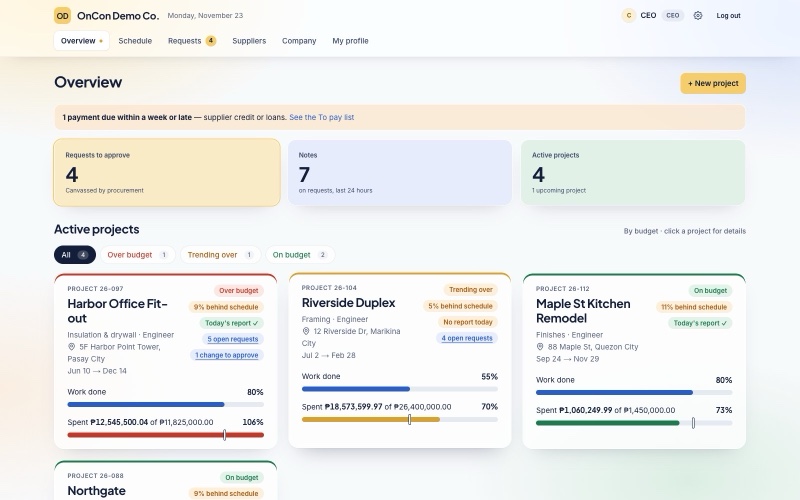 OD OnCon Demo Co. Monday, November 23
C CEO CEO Log out
Overview Schedule Requests 4 Suppliers Company My profile
Overview
+ New project
1 payment due within a week or late — supplier credit or loans. See the To pay list
Requests to approve
4
Canvassed by procurement
Notes
7
on requests, last 24 hours
Active projects
4
1 upcoming project
Active projects
By budget · click a project for details
All 4 Over budget 1 Trending over 1 On budget 2
PROJECT 26-097
Harbor Office Fit-
out
Insulation & drywall · Engineer
5F Harbor Point Tower,
Pasay City
Jun 10 → Dec 14
Over budget
9% behind schedule
Today's report ✓
5 open requests
1 change to approve
Work done 80%
Spent ₱12,545,500.04 of ₱11,825,000.00 106%
PROJECT 26-104
Riverside Duplex
Framing · Engineer
12 Riverside Dr, Marikina
City
Jul 2 → Feb 28
Trending over
5% behind schedule
No report today
4 open requests
Work done 55%
Spent ₱18,573,599.97 of ₱26,400,000.00 70%
PROJECT 26-112
Maple St Kitchen
Remodel
Finishes · Engineer
88 Maple St, Quezon City
Sep 24 → Nov 29
On budget
11% behind schedule
Today's report ✓
Work done 80%
Spent ₱1,060,249.99 of ₱1,450,000.00 73%
PROJECT 26-088
Northgate
On budget
9% behind schedule